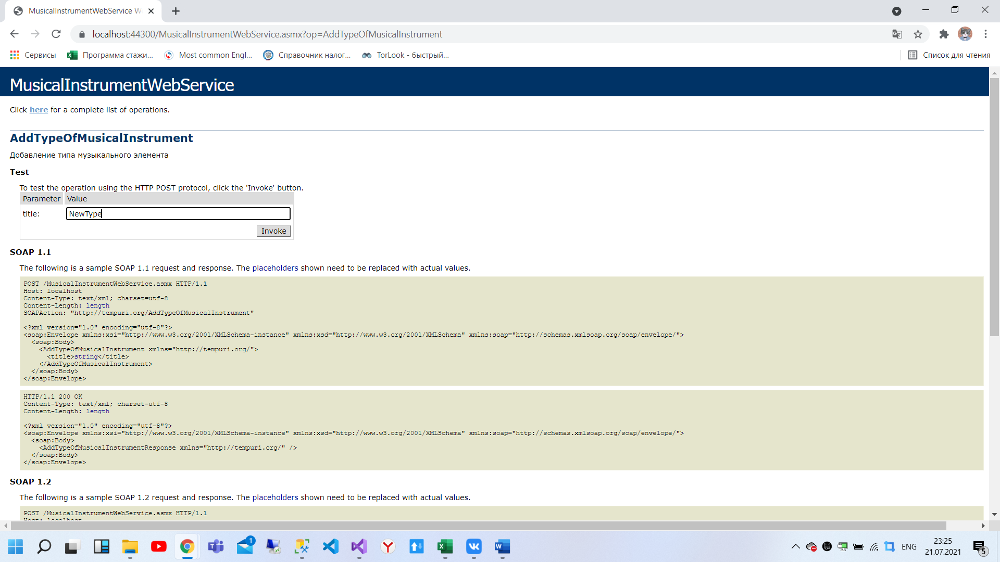 MusicalInstrumentWebService W
localhost:44300/MusicalInstrumentWebService.asmx?op=AddTypeOfMusicalInstrument
Сервисы
Программа стажи...
Most common Engl...
Справочник налог...
TorLook - быстрый...
Список для чтения
MusicalInstrumentWebService
Click here for a complete list of operations.
AddTypeOfMusicalInstrument
Добавление типа музыкального элемента
Test
To test the operation using the HTTP POST protocol, click the 'Invoke' button.
Parameter Value
title: NewType
Invoke
SOAP 1.1
The following is a sample SOAP 1.1 request and response. The placeholders shown need to be replaced with actual values.
POST /MusicalInstrumentWebService.asmx HTTP/1.1
Host: localhost
Content-Type: text/xml; charset=utf-8
Content-Length: length
SOAPAction: "http://tempuri.org/AddTypeOfMusicalInstrument"
<?xml version="1.0" encoding="utf-8"?>
<soap:Envelope xmlns:xsi="http://www.w3.org/2001/XMLSchema-instance" xmlns:xsd="http://www.w3.org/2001/XMLSchema" xmlns:soap="http://schemas.xmlsoap.org/soap/envelope/">
<soap:Body>
<AddTypeOfMusicalInstrument xmlns="http://tempuri.org/">
<title>string</title>
</AddTypeOfMusicalInstrument>
</soap:Body>
</soap:Envelope>
HTTP/1.1 200 OK
Content-Type: text/xml; charset=utf-8
Content-Length: length
<?xml version="1.0" encoding="utf-8"?>
<soap:Envelope xmlns:xsi="http://www.w3.org/2001/XMLSchema-instance" xmlns:xsd="http://www.w3.org/2001/XMLSchema" xmlns:soap="http://schemas.xmlsoap.org/soap/envelope/">
<soap:Body>
<AddTypeOfMusicalInstrumentResponse xmlns="http://tempuri.org/" />
</soap:Body>
</soap:Envelope>
SOAP 1.2
The following is a sample SOAP 1.2 request and response. The placeholders shown need to be replaced with actual values.
POST /MusicalInstrumentWebService.asmx HTTP/1.1
Host: localhost
1
ENG
23:25
21.07.2021
5